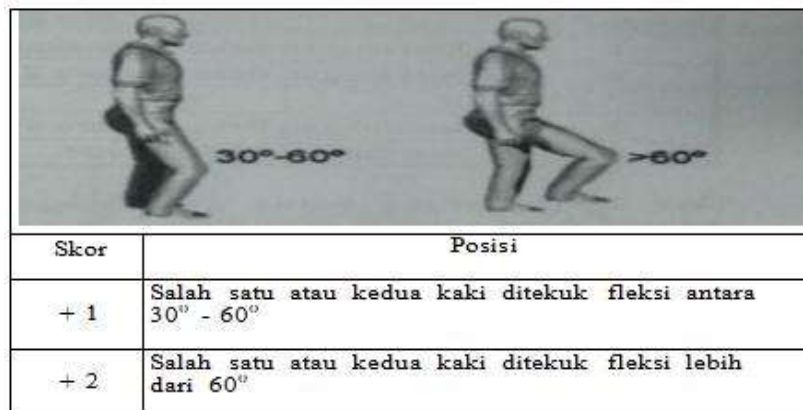 30°-60°
>60°
Skor
Posisi
+ 1
Salah satu atau kedua kaki ditekuk fleksi antara
30° - 60°
+ 2
Salah satu atau kedua kaki ditekuk fleksi lebih
dari 60°